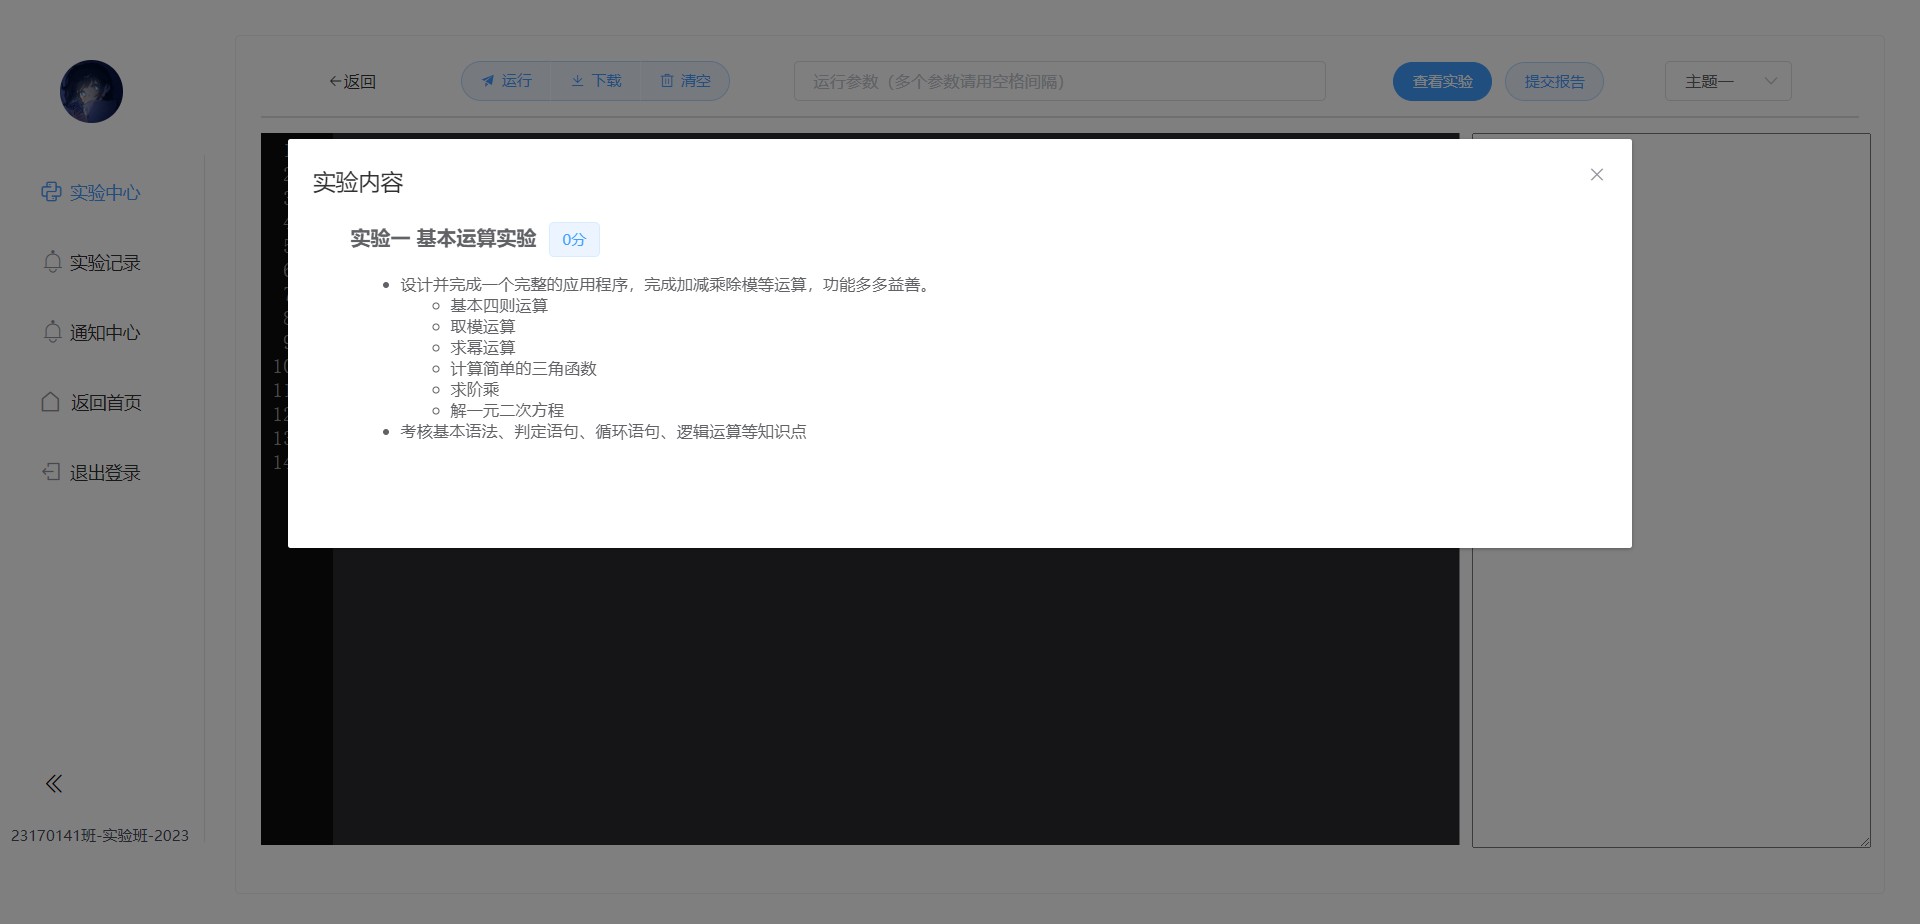 返回
运行
下载
清空
运行参数（多个参数请用空格间隔）
查看实验
提交报告
主题一
实验中心
实验记录
通知中心
返回首页
退出登录
23170141班-实验班-2023
实验内容
实验一 基本运算实验
0分
设计并完成一个完整的应用程序，完成加减乘除模等运算，功能多多益善。
基本四则运算
取模运算
求幂运算
计算简单的三角函数
求阶乘
解一元二次方程
考核基本语法、判定语句、循环语句、逻辑运算等知识点